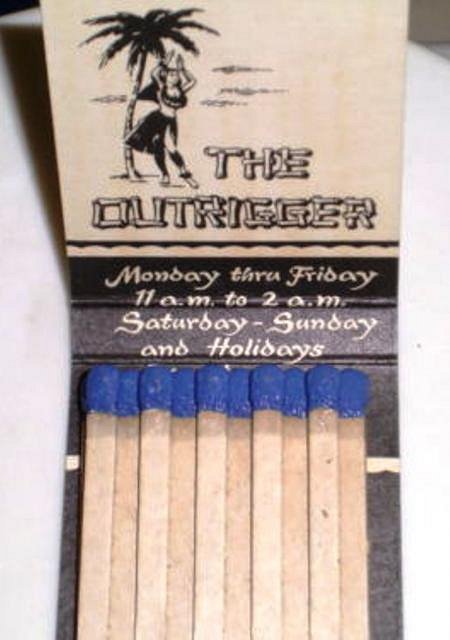 THE
OUTRIGGER
Monday thru Friday
11 a.m. to 2 a.m.
Saturday - Sunday
and Holidays